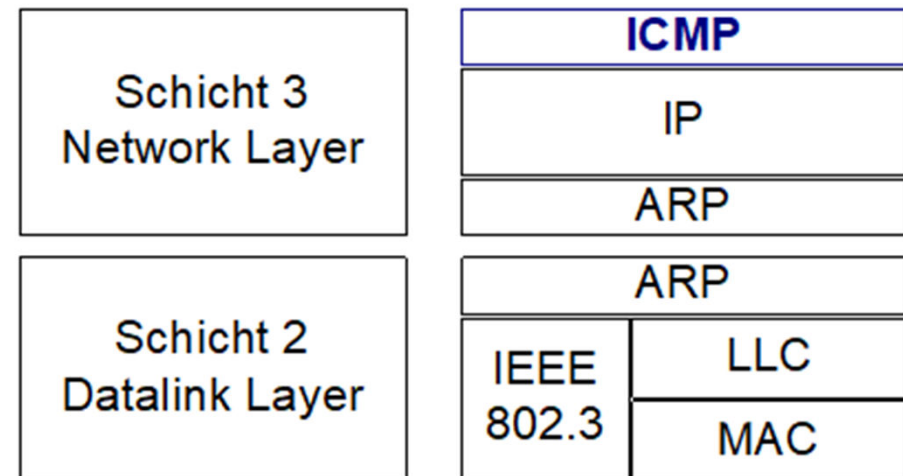 Schicht 3
Network Layer
ICMP
IP
ARP
Schicht 2
Datalink Layer
ARP
IEEE
802.3
LLC
MAC